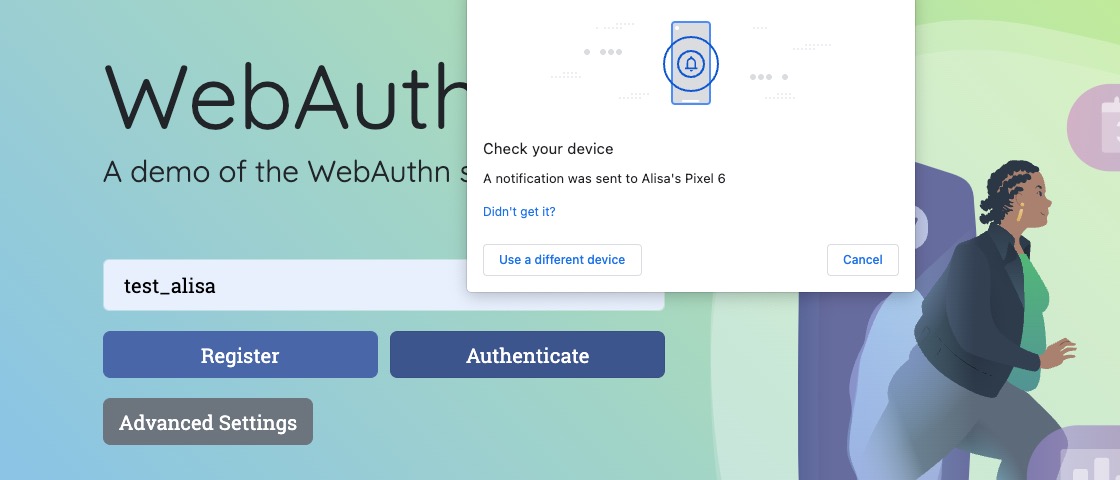 WebAuth
A demo of the WebAuthn
test_alisa
Register
Authenticate
Advanced Settings
Check your device
A notification was sent to Alisa's Pixel 6
Didn't get it?
Use a different device
Cancel